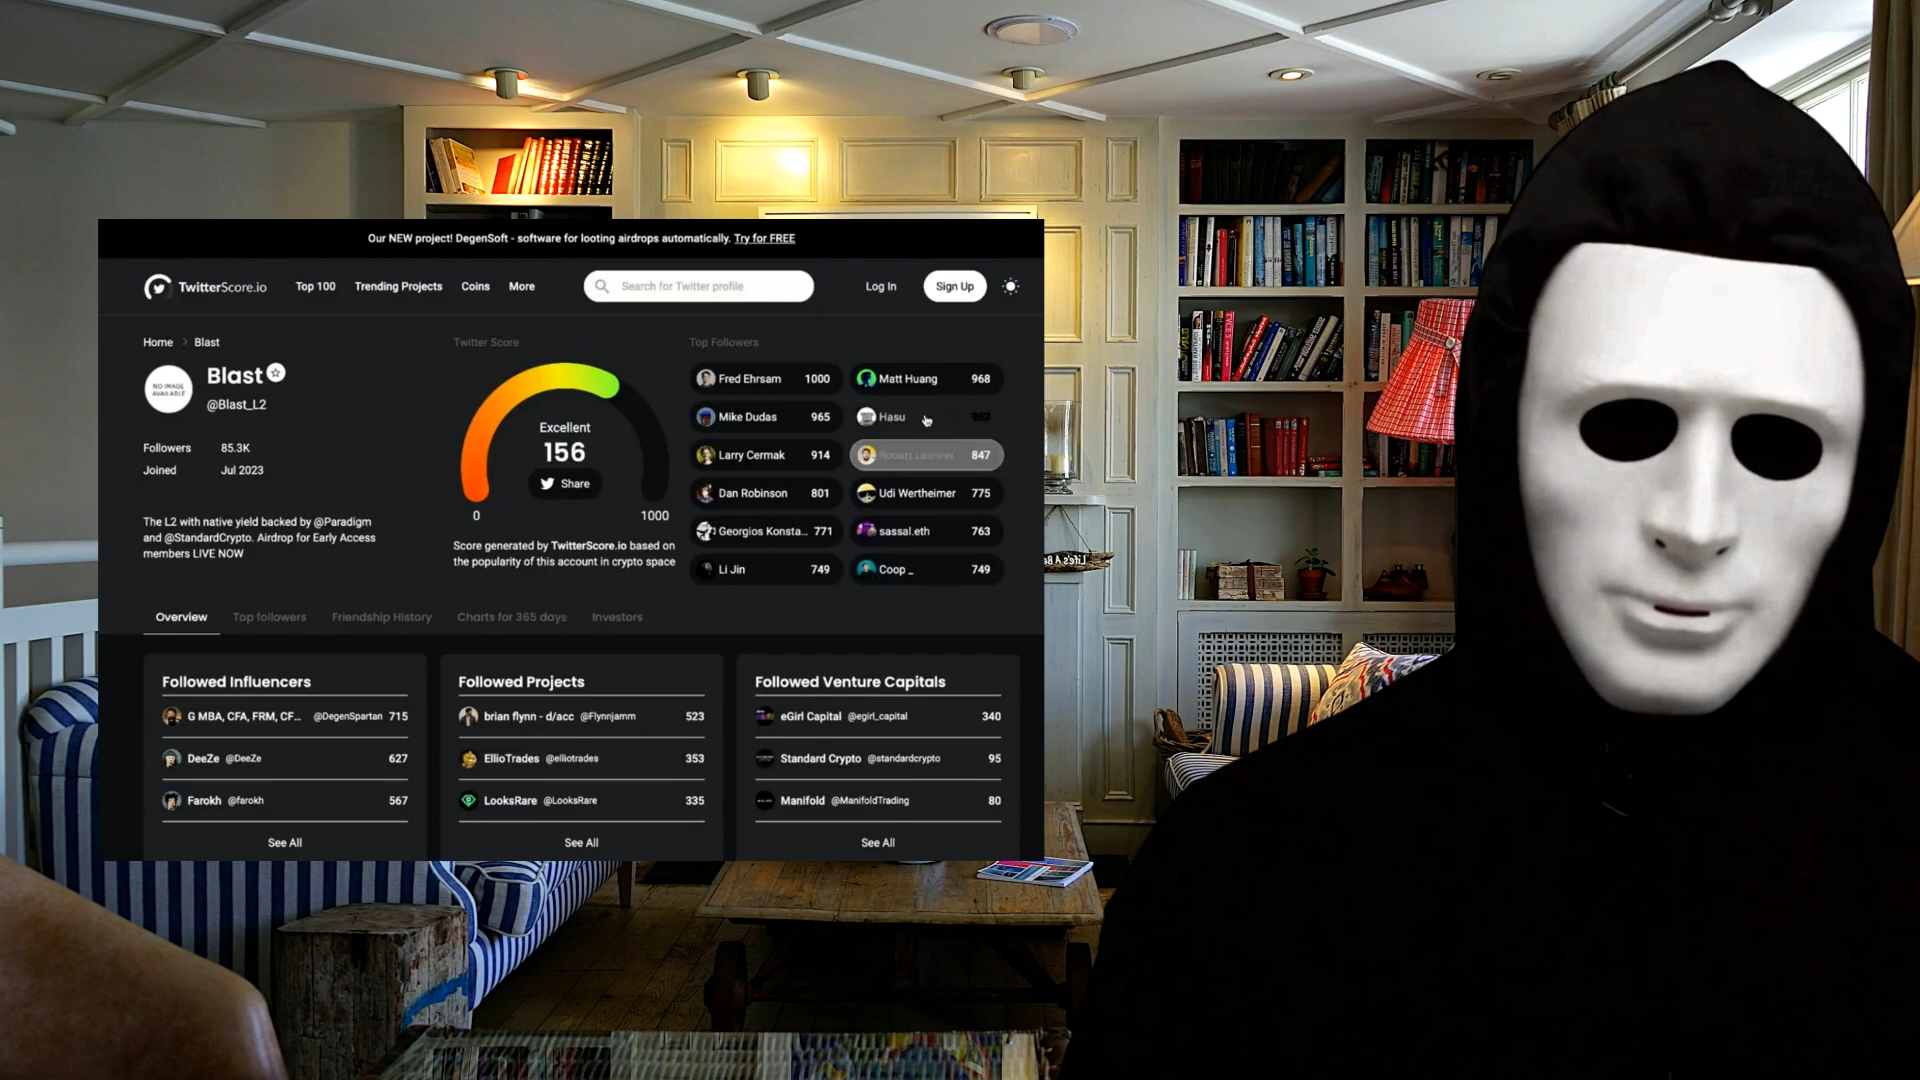 Our NEW project! DegenSoft - software for looting airdrops automatically. Try for FREE
TwitterScore.io Top 100 Trending Projects Coins More Search for Twitter profile Log In Sign Up
Home > Blast
NO IMAGE AVAILABLE
Blast
@Blast_L2
Followers 85.3K
Joined Jul 2023
The L2 with native yield backed by @Paradigm
and @StandardCrypto. Airdrop for Early Access
members LIVE NOW
Twitter Score
Excellent
156
Share
0 1000
Score generated by TwitterScore.io based on
the popularity of this account in crypto space
Top Followers
Fred Ehrsam 1000 Matt Huang 968
Mike Dudas 965 Hasu
Larry Cermak 914 847
Dan Robinson 801 Udi Wertheimer 775
Georgios Konsta... 771 sassal.eth 763
Li Jin 749 Coop _ 749
Overview Top followers Friendship History Charts for 365 days Investors
Followed Influencers
G MBA, CFA, FRM, CF... @DegenSpartan 715
DeeZe @DeeZe 627
Farokh @farokh 567
See All
Followed Projects
brian flynn - d/acc @Flynnjamm 523
EllioTrades @elliotrades 353
LooksRare @LooksRare 335
See All
Followed Venture Capitals
eGirl Capital @egirl_capital 340
Standard Crypto @standardcrypto 95
Manifold @ManifoldTrading 80
See All